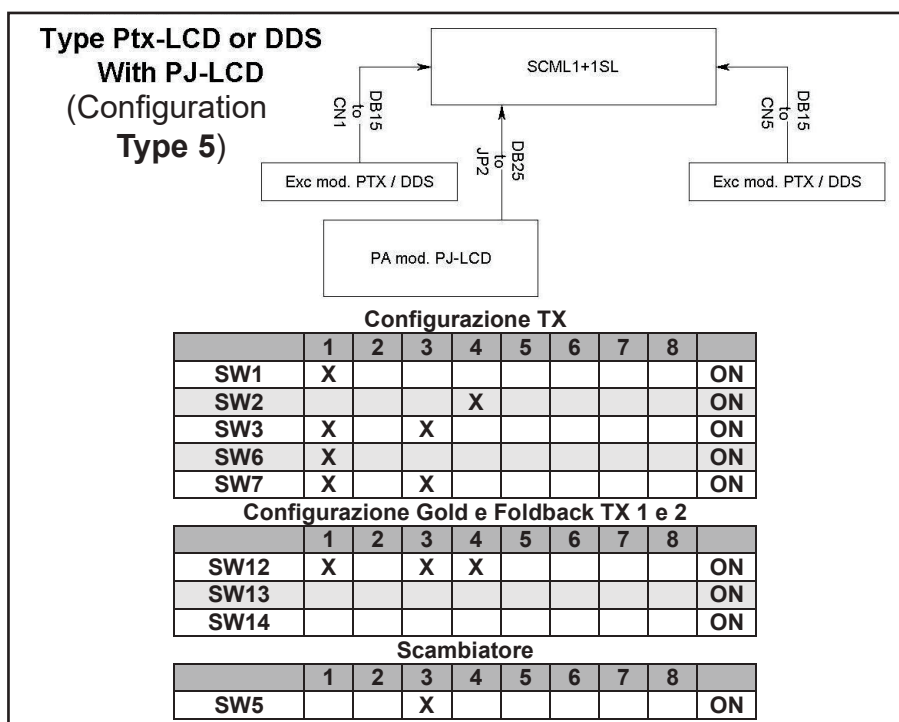 Type Ptx-LCD or DDS
With PJ-LCD
(Configuration
Type 5)
SCML1+1SL
DB15
to
CN1
DB25
to
JP2
DB15
to
CN5
Exc mod. PTX / DDS
Exc mod. PTX / DDS
PA mod. PJ-LCD
Configurazione TX
1 2 3 4 5 6 7 8
SW1 X ON
SW2 X ON
SW3 X X ON
SW6 X ON
SW7 X X ON
Configurazione Gold e Foldback TX 1 e 2
1 2 3 4 5 6 7 8
SW12 X X X ON
SW13 ON
SW14 ON
Scambiatore
1 2 3 4 5 6 7 8
SW5 X ON